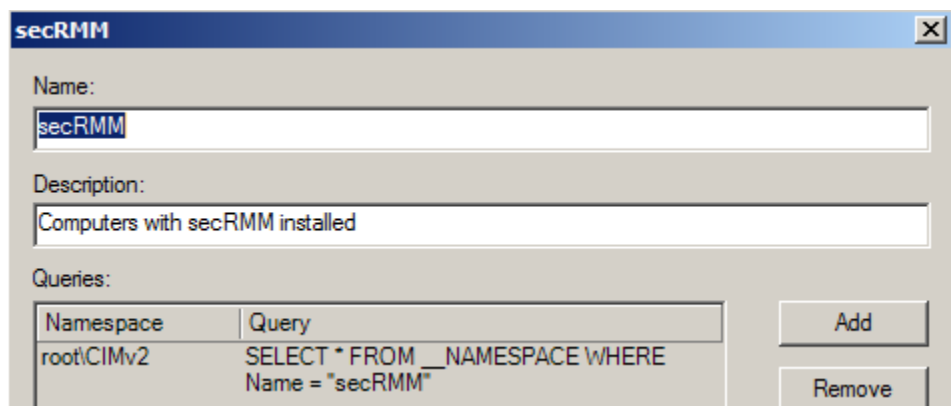 secRMM
Name:
secRMM
Description:
Computers with secRMM installed
Queries:
Namespace Query Add
root\CIMv2 SELECT * FROM __NAMESPACE WHERE
Name = "secRMM" Remove